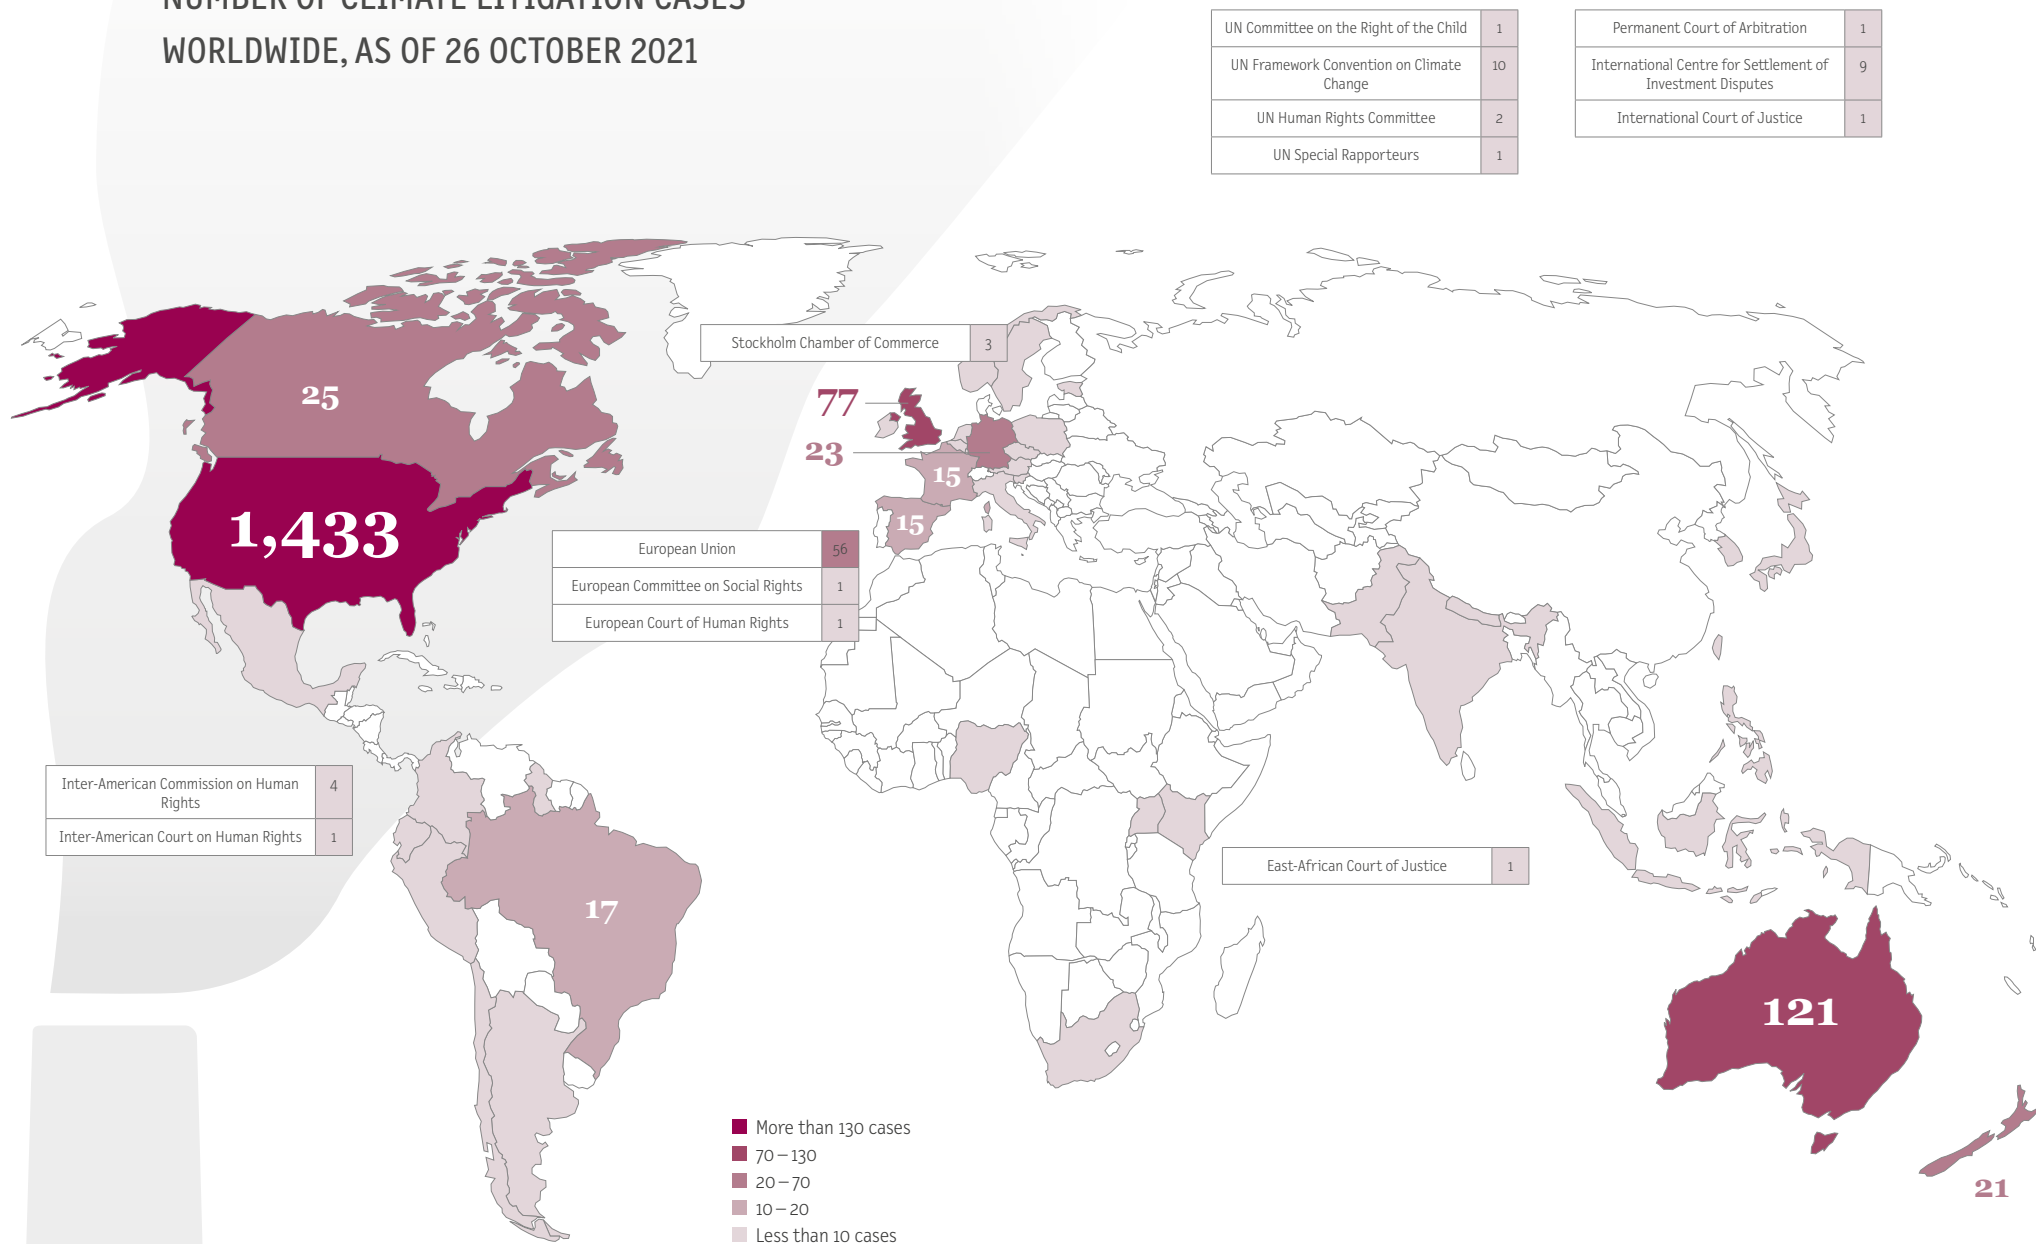 NUMBER OF CLIMATE LITIGATION CASES
WORLDWIDE, AS OF 26 OCTOBER 2021
UN Committee on the Right of the Child 1
UN Framework Convention on Climate 10
Change
UN Human Rights Committee 2
UN Special Rapporteurs 1
Permanent Court of Arbitration 1
International Centre for Settlement of 9
Investment Disputes
International Court of Justice 1
Stockholm Chamber of Commerce 3
25
77
23
15
15
1,433
European Union 56
European Committee on Social Rights 1
European Court of Human Rights 1
Inter-American Commission on Human 4
Rights
Inter-American Court on Human Rights 1
East-African Court of Justice 1
17
121
21
More than 130 cases
70 – 130
20 – 70
10 – 20
Less than 10 cases